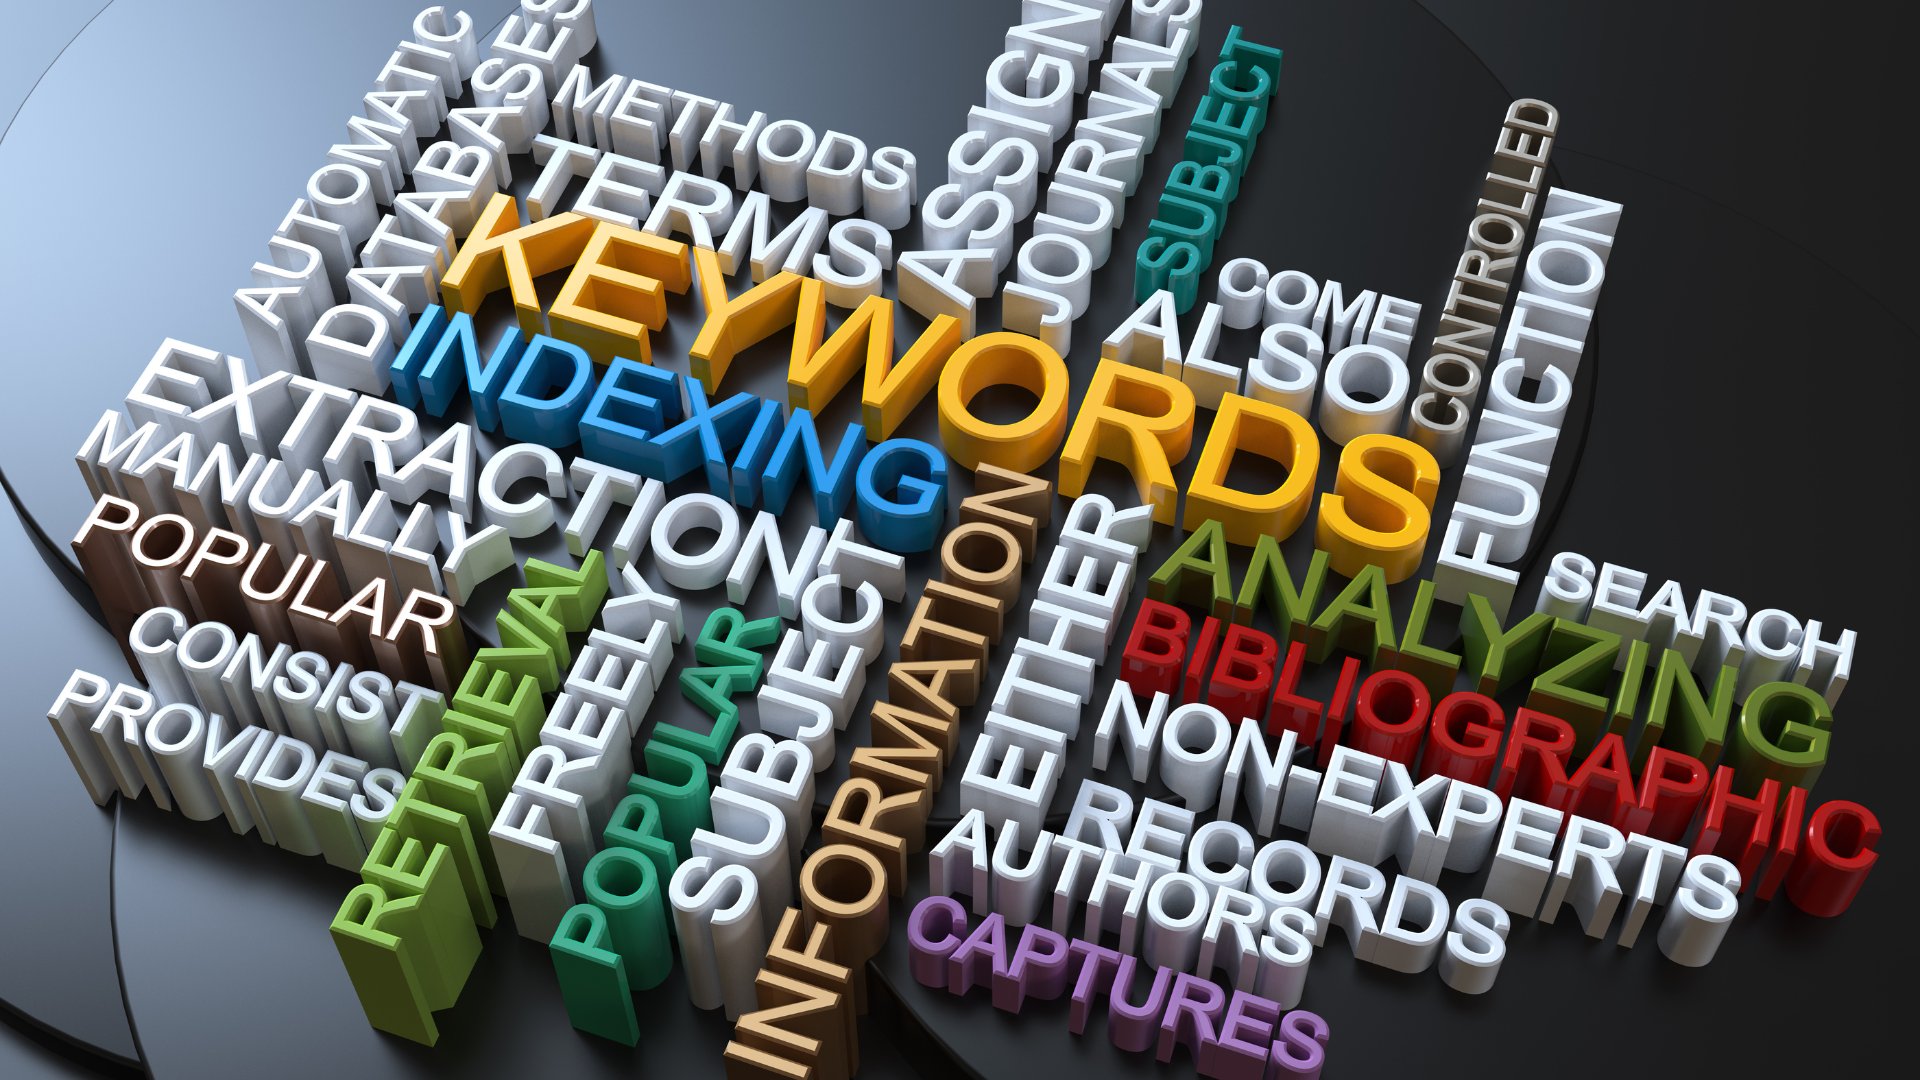 AUTOMATIC
DATABASES
METHODS
TERMS
ASSIGN
JOURNALS
SUBJECT
COME
ALSO
CONTROLLED
FUNCTION
KEYWORDS
INDEXING
EXTRACTION
MANUALLY
POPULAR
CONSIST
PROVIDES
RETRIEVAL
FREELY
POPULAR
SUBJECT
INFORMATION
EITHER
ANALYZING
SEARCH
BIBLIOGRAPHIC
NON-EXPERTS
RECORDS
AUTHORS
CAPTURES